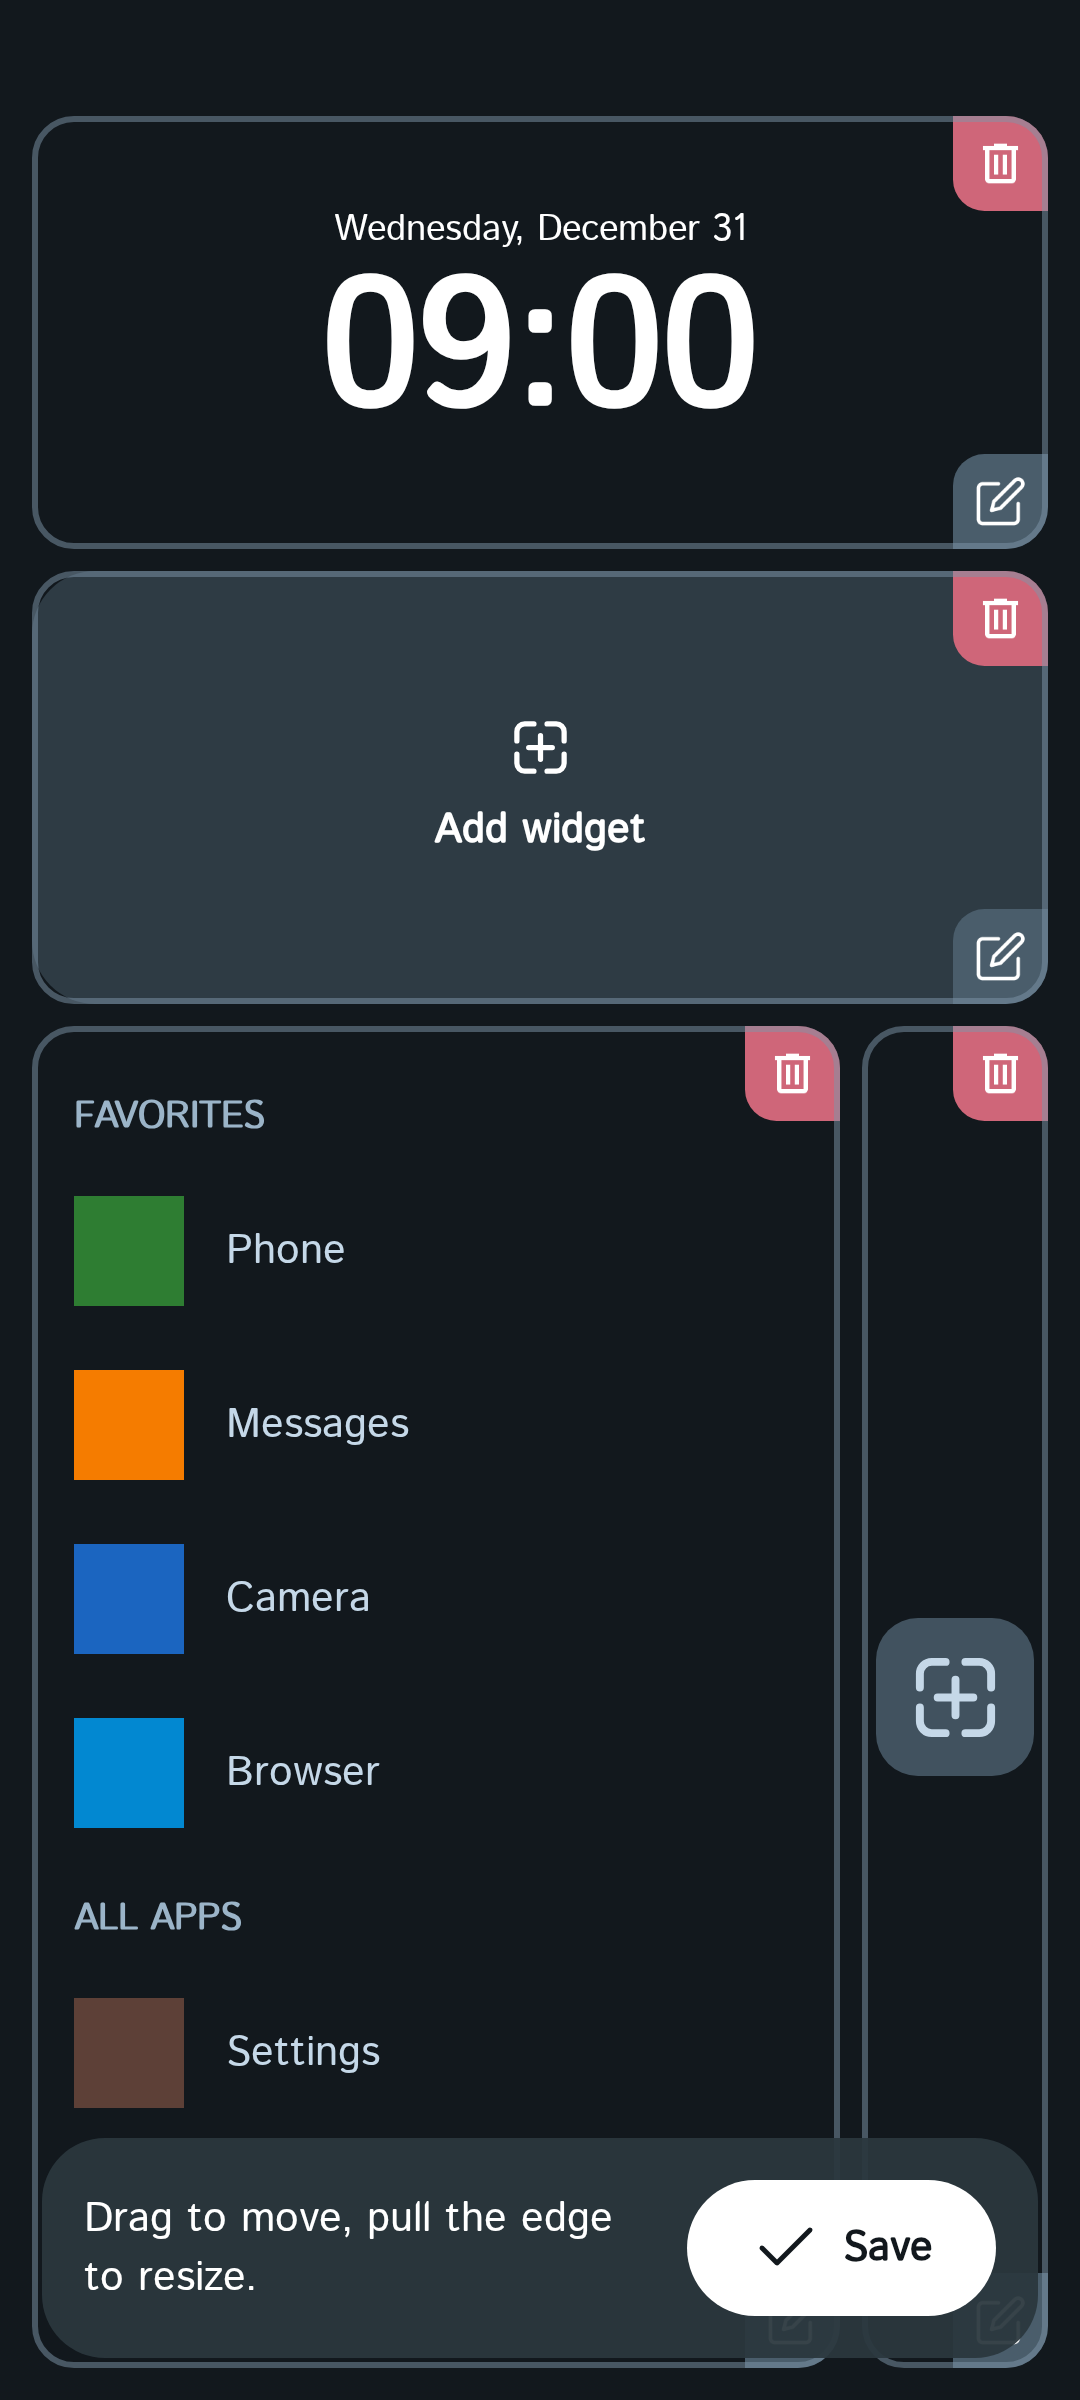 Wednesday, December 31
09:00
Add widget
FAVORITES
Phone
Messages
Camera
Browser
ALL APPS
Settings
Drag to move, pull the edge
to resize.
Save